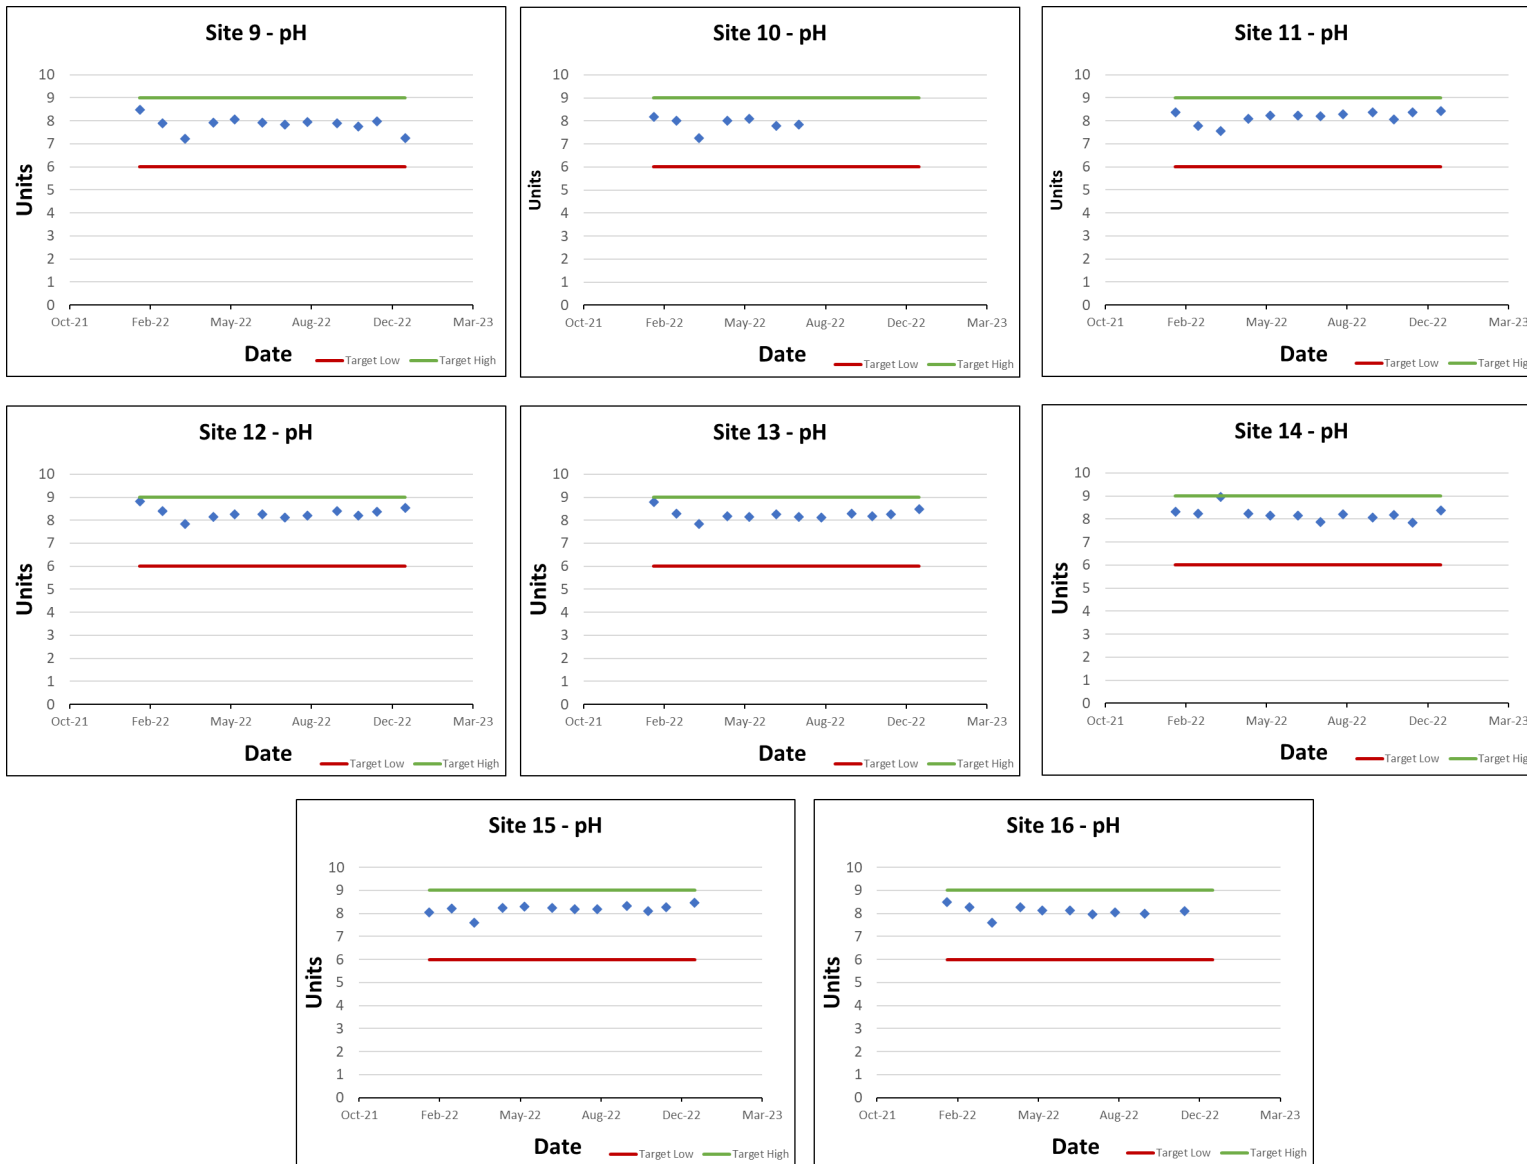 Site 9 - pH
10
9
8
7
6
5
4
3
2
1
0
Units
Oct-21 Feb-22 May-22 Aug-22 Dec-22 Mar-23
Date
Target Low Target High
Site 10 - pH
10
9
8
7
6
5
4
3
2
1
0
Units
Oct-21 Feb-22 May-22 Aug-22 Dec-22 Mar-23
Date
Target Low Target High
Site 11 - pH
10
9
8
7
6
5
4
3
2
1
0
Units
Oct-21 Feb-22 May-22 Aug-22 Dec-22 Mar-23
Date
Target Low Target Hig
Site 12 - pH
10
9
8
7
6
5
4
3
2
1
0
Units
Oct-21 Feb-22 May-22 Aug-22 Dec-22 Mar-23
Date
Target Low Target High
Site 13 - pH
10
9
8
7
6
5
4
3
2
1
0
Units
Oct-21 Feb-22 May-22 Aug-22 Dec-22 Mar-23
Date
Target Low Target High
Site 14 - pH
10
9
8
7
6
5
4
3
2
1
0
Units
Oct-21 Feb-22 May-22 Aug-22 Dec-22 Mar-23
Date
Target Low Target Hig
Site 15 - pH
10
9
8
7
6
5
4
3
2
1
0
Units
Oct-21 Feb-22 May-22 Aug-22 Dec-22 Mar-23
Date
Target Low Target High
Site 16 - pH
10
9
8
7
6
5
4
3
2
1
0
Units
Oct-21 Feb-22 May-22 Aug-22 Dec-22 Mar-23
Date
Target Low Target High